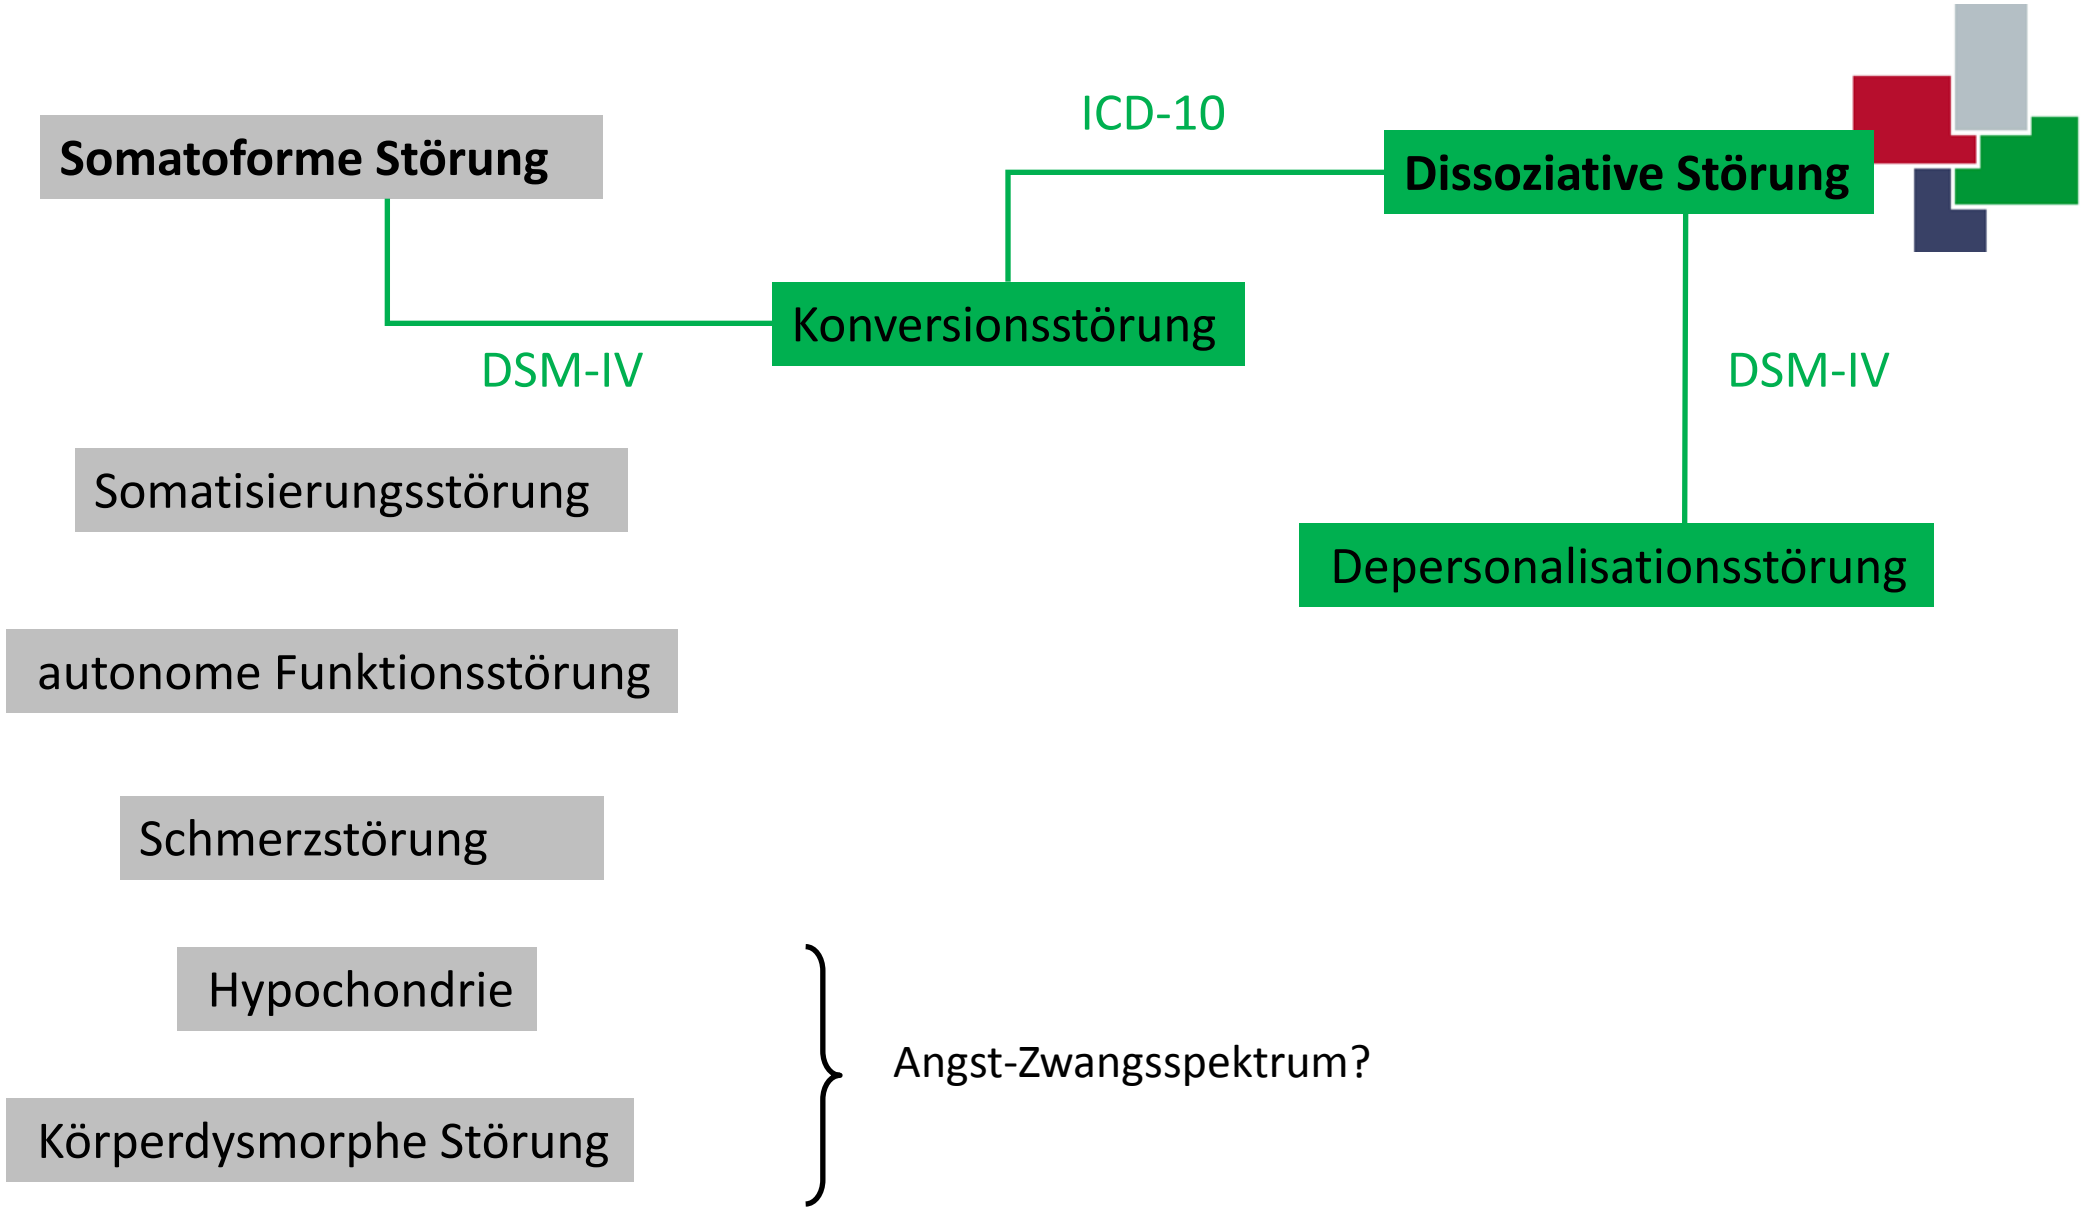 ICD-10
Somatoforme Störung
Dissoziative Störung
Konversionsstörung
DSM-IV
DSM-IV
Somatisierungsstörung
Depersonalisationsstörung
autonome Funktionsstörung
Schmerzstörung
Hypochondrie
Angst-Zwangsspektrum?
Körperdysmorphe Störung